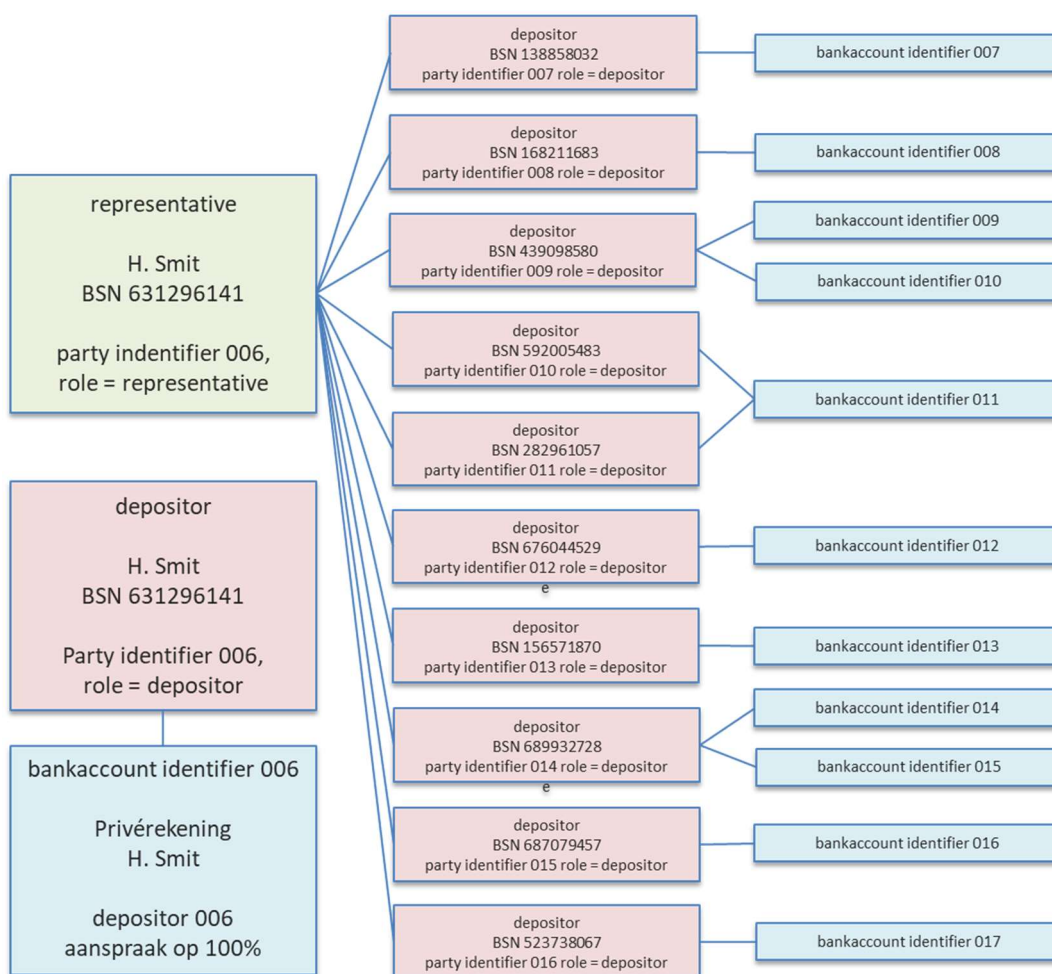 representative
H. Smit
BSN 631296141
party indentifier 006,
role = representative
depositor
H. Smit
BSN 631296141
Party identifier 006,
role = depositor
bankaccount identifier 006
Privérekening
H. Smit
depositor 006
aanspraak op 100%
depositor
BSN 138858032
party identifier 007 role = depositor
depositor
BSN 168211683
party identifier 008 role = depositor
depositor
BSN 439098580
party identifier 009 role = depositor
depositor
BSN 592005483
party identifier 010 role = depositor
depositor
BSN 282961057
party identifier 011 role = depositor
depositor
BSN 676044529
party identifier 012 role = depositor
e
depositor
BSN 156571870
party identifier 013 role = depositor
depositor
BSN 689932728
party identifier 014 role = depositor
e
depositor
BSN 687079457
party identifier 015 role = depositor
depositor
BSN 523738067
party identifier 016 role = depositor
bankaccount identifier 007
bankaccount identifier 008
bankaccount identifier 009
bankaccount identifier 010
bankaccount identifier 011
bankaccount identifier 012
bankaccount identifier 013
bankaccount identifier 014
bankaccount identifier 015
bankaccount identifier 016
bankaccount identifier 017